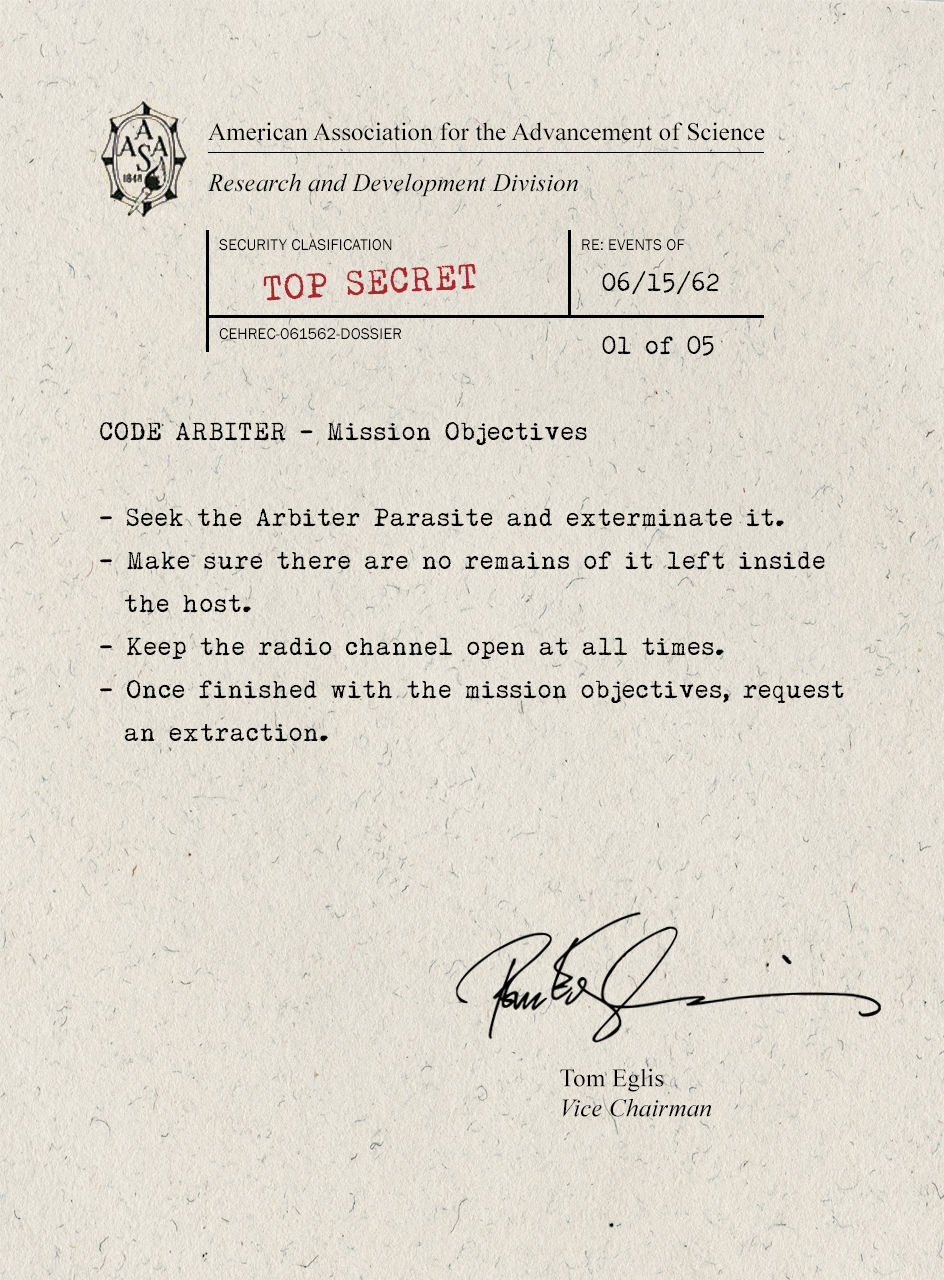 A
A A
S
1848
American Association for the Advancement of Science
Research and Development Division
SECURITY CLASIFICATION
RE: EVENTS OF
TOP SECRET
06/15/62
CEHREC-061562-DOSSIER
01 of 05
CODE ARBITER - Mission Objectives
- Seek the Arbiter Parasite and exterminate it.
- Make sure there are no remains of it left inside
the host.
- Keep the radio channel open at all times.
- Once finished with the mission objectives, request
an extraction.
Tom Eglis
Vice Chairman